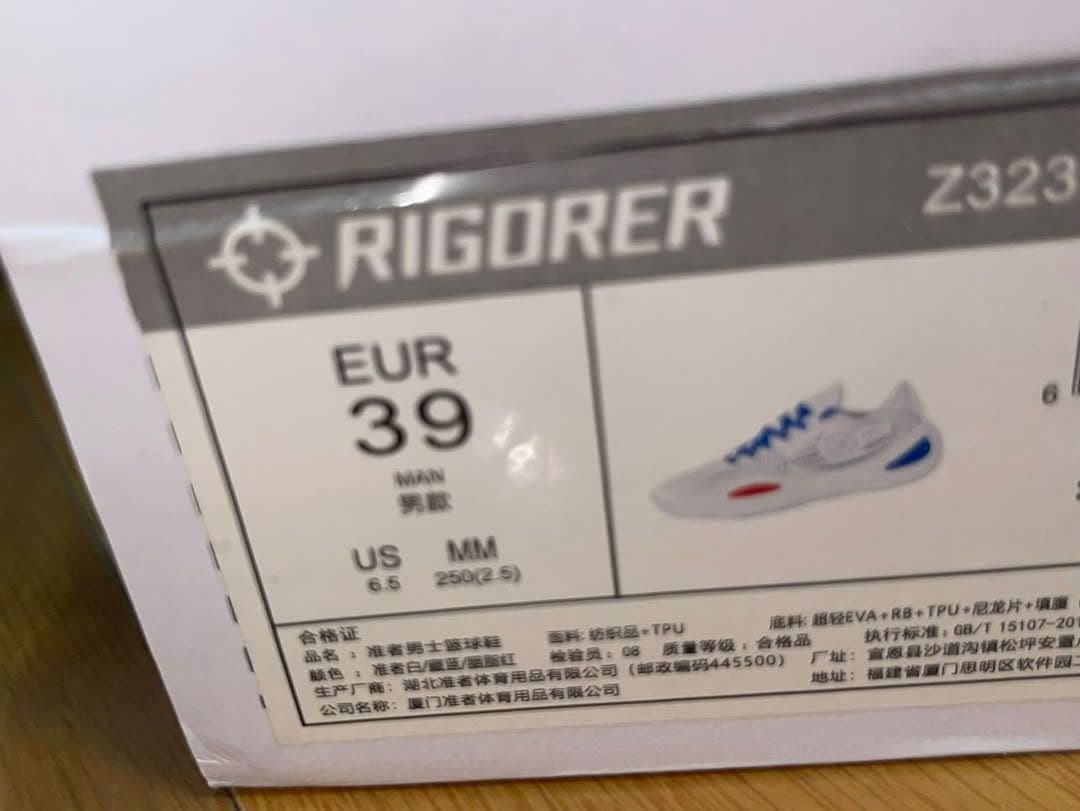 RIGORER
Z323
EUR
39
MAN
男款
US MM
6.5 250(2.5)
6
合格证
品名：准者男士篮球鞋
颜色：准者白/宝蓝/胭脂红
生产厂商：湖北准者体育用品有限公司（邮政编码445500）
公司名称：厦门准者体育用品有限公司
面料：纺织品+TPU
检验员：08 质量等级：合格品
底料：超轻EVA+RB+TPU+尼龙片+填腹
执行标准：GB/T 15107-201
厂址：宣恩县沙道沟镇松坪安置
地址：福建省厦门思明区软件园二